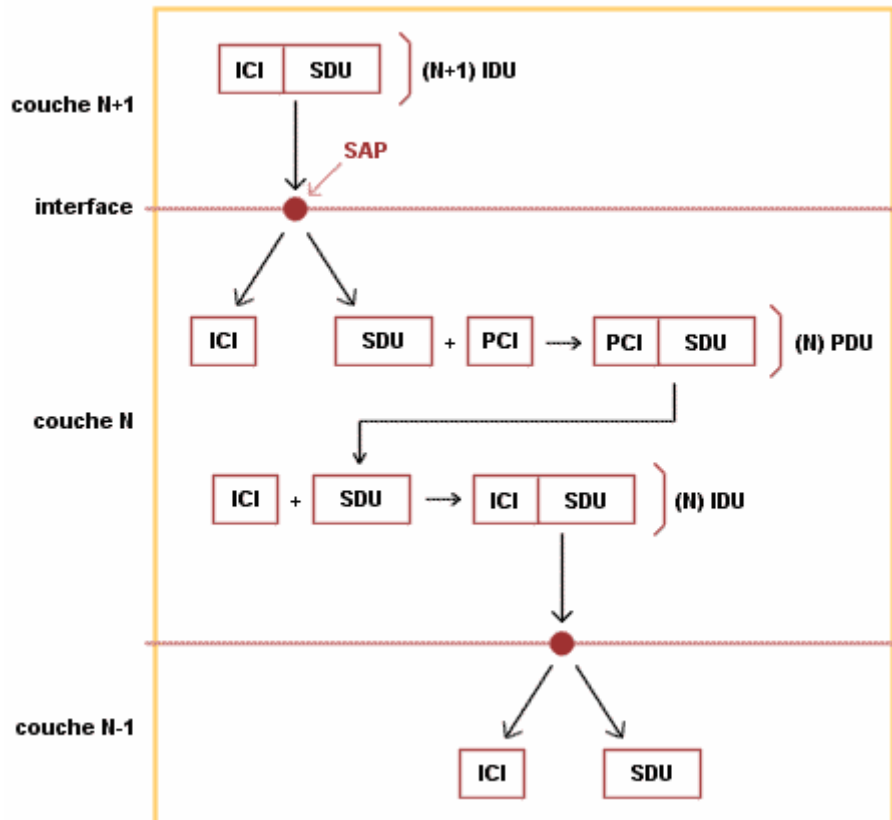 ICI SDU (N+1) IDU
couche N+1
SAP
interface
ICI SDU + PCI PCI SDU (N) PDU
couche N
ICI + SDU ICI SDU (N) IDU
couche N-1
ICI SDU